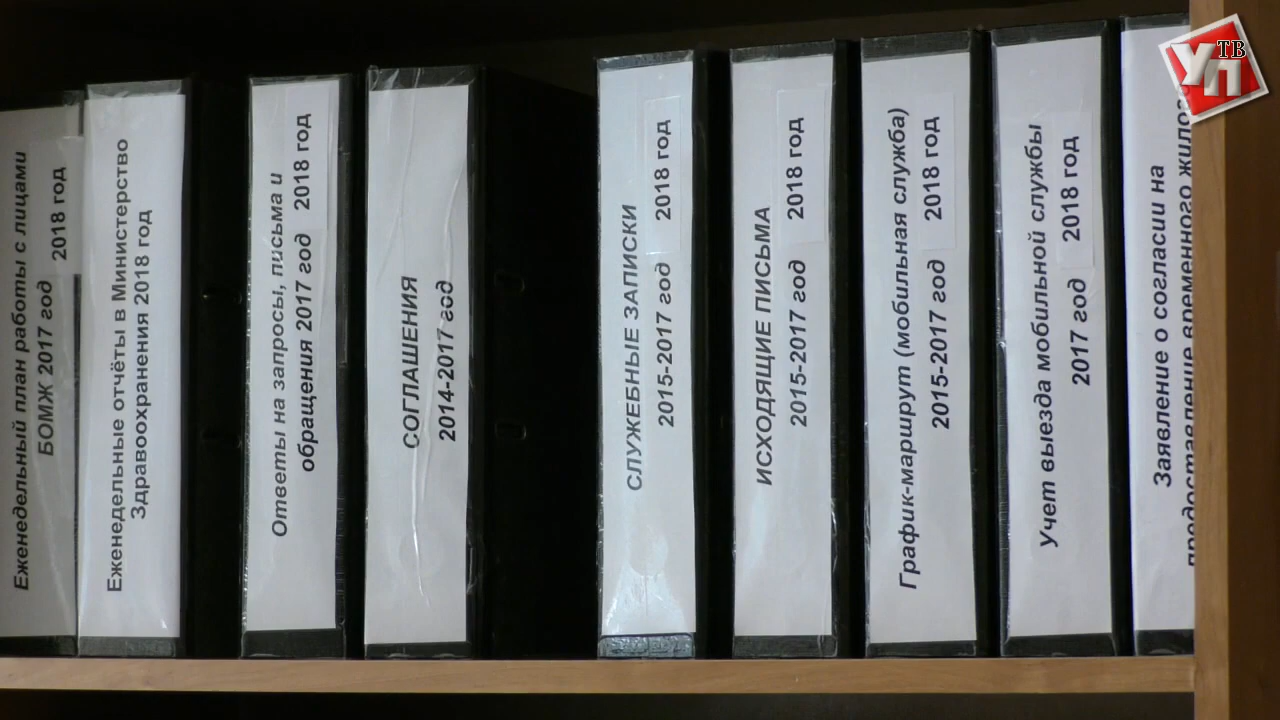 Еженедельный план работы с лицами
БОМЖ 2017 год 2018 год
Еженедельные отчёты в Министерство
Здравоохранения 2018 год
Ответы на запросы, письма и
обращения 2017 год 2018 год
СОГЛАШЕНИЯ
2014-2017 год
СЛУЖЕБНЫЕ ЗАПИСКИ
2015-2017 год 2018 год
ИСХОДЯЩИЕ ПИСЬМА
2015-2017 год 2018 год
График-маршрут (мобильная служба)
2015-2017 год 2018 год
Учет выезда мобильной службы
2017 год 2018 год
Заявление о согласии на
предоставление временного
УП ТВ